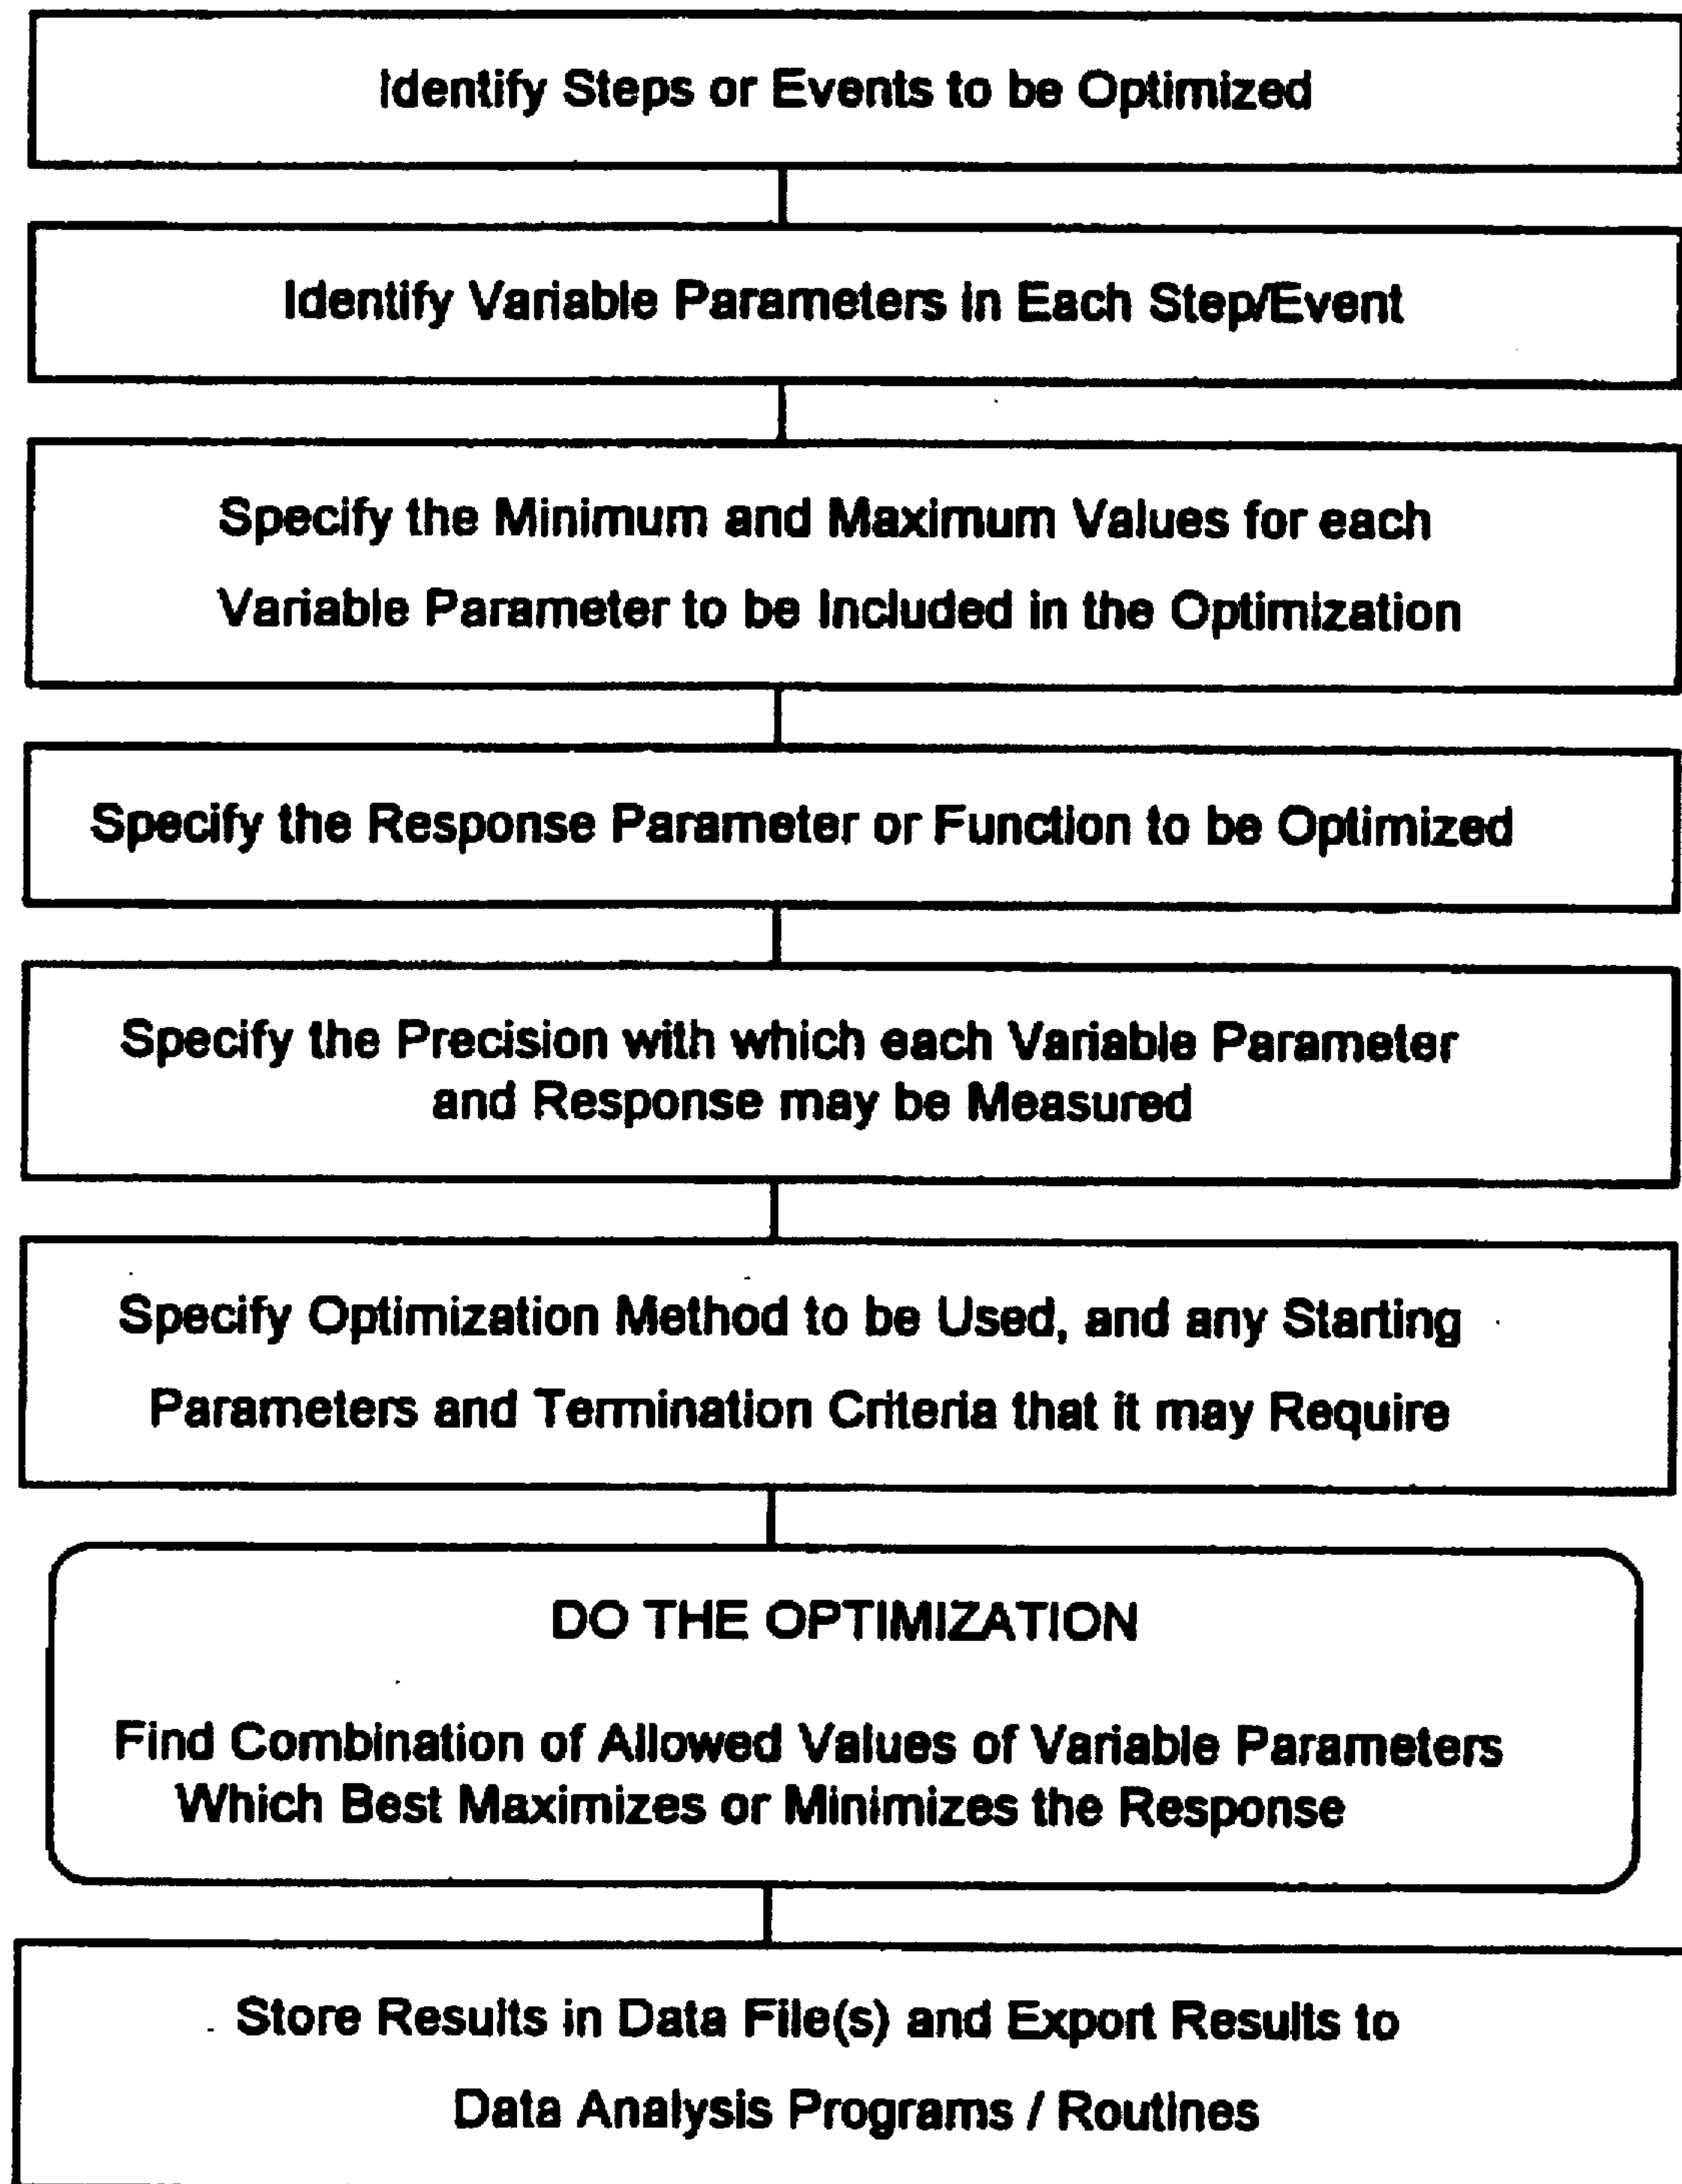 Identify Steps or Events to be Optimized
Identify Variable Parameters in Each Step/Event
Specify the Minimum and Maximum Values for each
Variable Parameter to be Included in the Optimization
Specify the Response Parameter or Function to be Optimized
Specify the Precision with which each Variable Parameter
and Response may be Measured
Specify Optimization Method to be Used, and any Starting
Parameters and Termination Criteria that it may Require
DO THE OPTIMIZATION
Find Combination of Allowed Values of Variable Parameters
Which Best Maximizes or Minimizes the Response
Store Results in Data File(s) and Export Results to
Data Analysis Programs / Routines